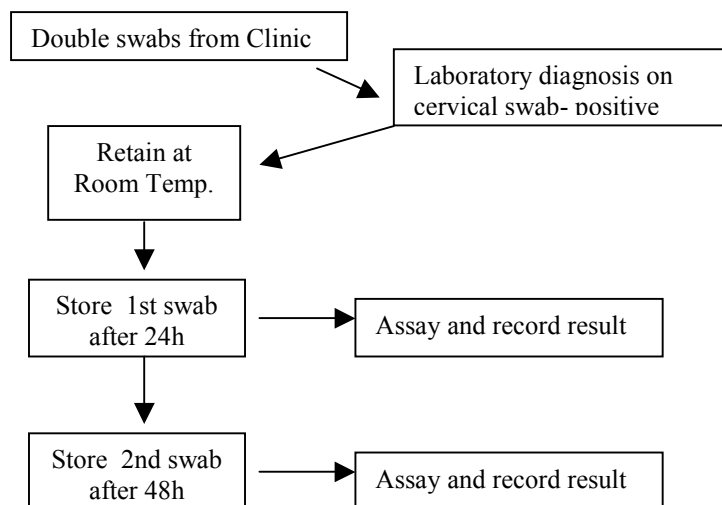 Double swabs from Clinic
Laboratory diagnosis on
cervical swab- positive
Retain at
Room Temp.
Store 1st swab
after 24h
Assay and record result
Store 2nd swab
after 48h
Assay and record result